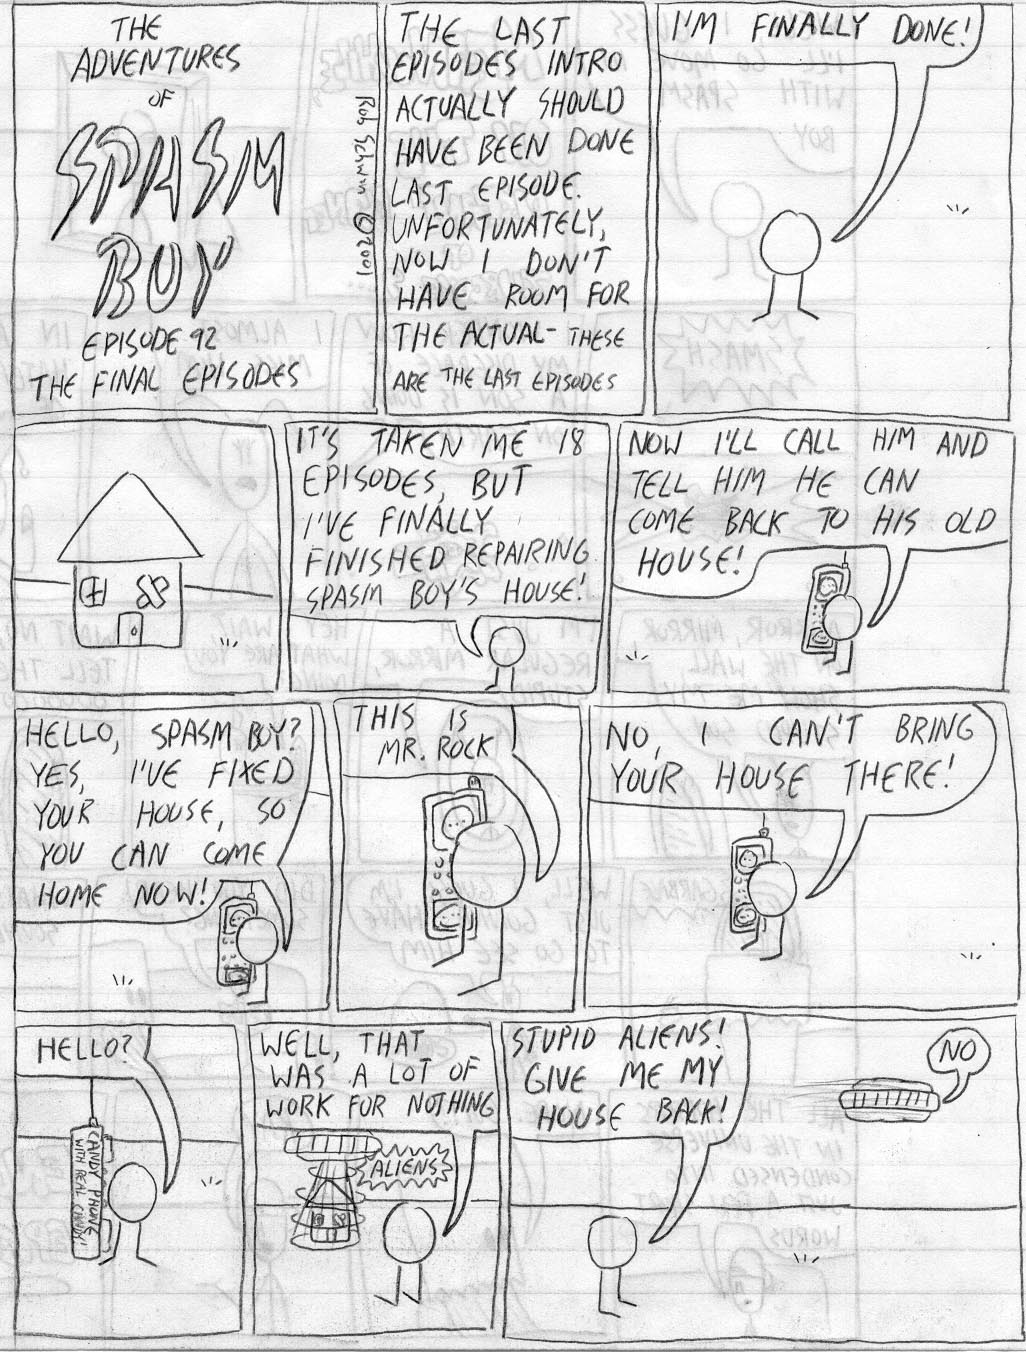 THE
ADVENTURES
OF
SPASM
BOY
EPISODE 92
THE FINAL EPISODES
THE LAST
EPISODES INTRO
ACTUALLY SHOULD
HAVE BEEN DONE
LAST EPISODE.
UNFORTUNATELY,
NOW I DON'T
HAVE ROOM FOR
THE ACTUAL- THESE
ARE THE LAST EPISODES
I'M FINALLY DONE!
IT'S TAKEN ME 18
EPISODES, BUT
I'VE FINALLY
FINISHED REPAIRING
SPASM BOY'S HOUSE!
NOW I'LL CALL HIM AND
TELL HIM HE CAN
COME BACK TO HIS OLD
HOUSE!
HELLO, SPASM BOY?
YES, I'VE FIXED
YOUR HOUSE, SO
YOU CAN COME
HOME NOW!
THIS IS
MR. ROCK
NO, I CAN'T BRING
YOUR HOUSE THERE!
HELLO?
CANDY PHONE
WITH REAL CANDY!
WELL, THAT
WAS A LOT OF
WORK FOR NOTHING
ALIENS
STUPID ALIENS!
GIVE ME MY
HOUSE BACK!
NO